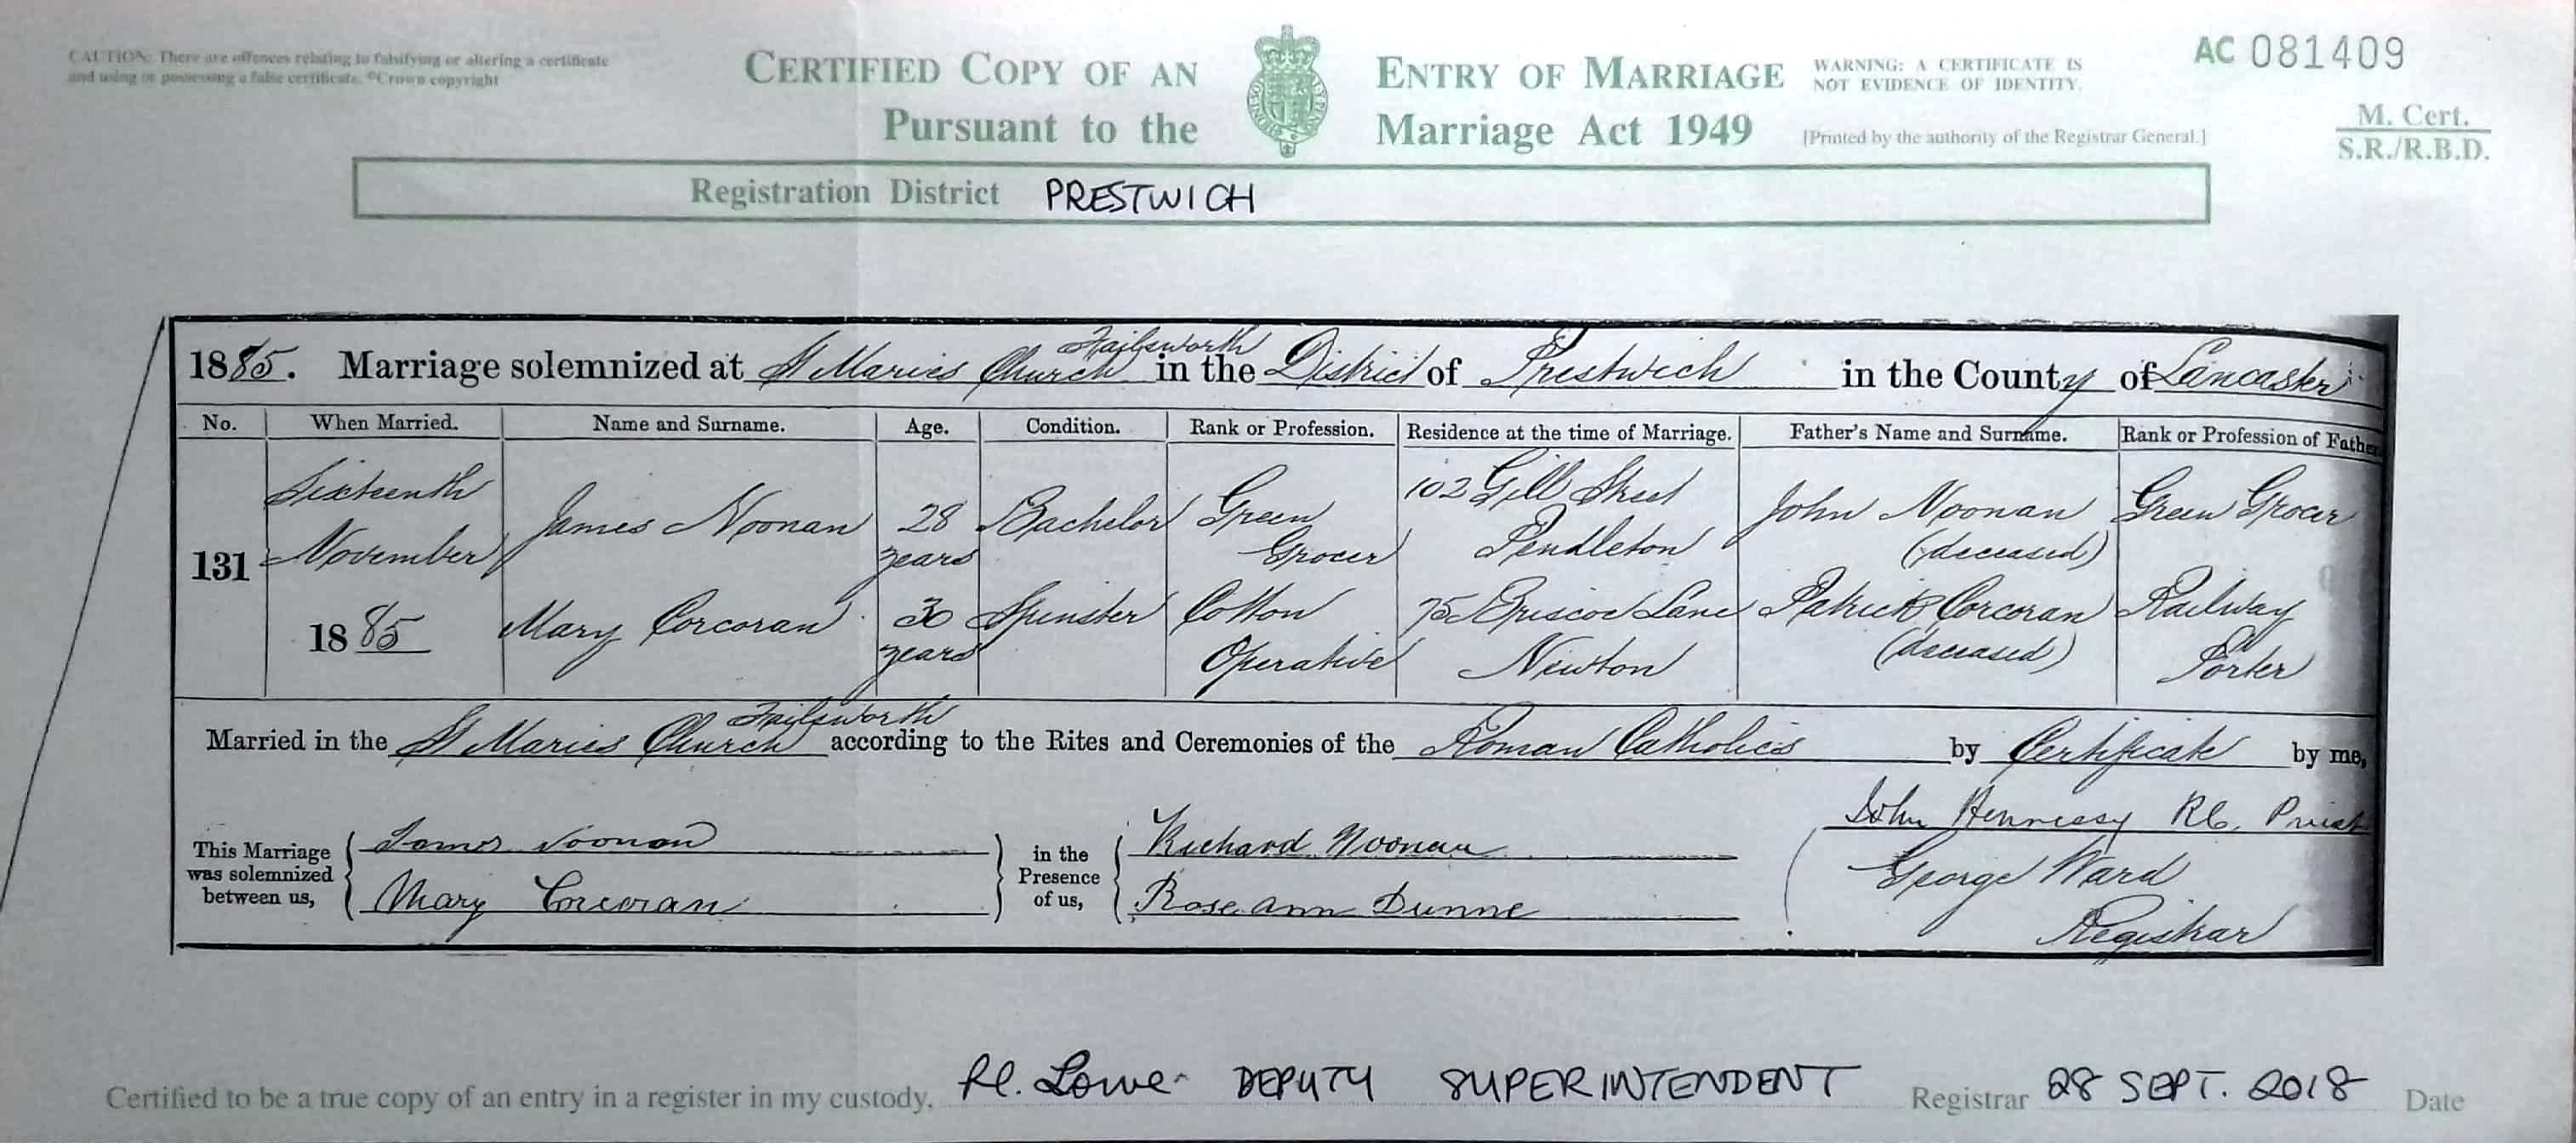 CAUTION: There are offences relating to falsifying or altering a certificate
and using or possessing a false certificate. ©Crown copyright
CERTIFIED COPY OF AN ENTRY OF MARRIAGE
Pursuant to the Marriage Act 1949
WARNING: A CERTIFICATE IS
NOT EVIDENCE OF IDENTITY.
[Printed by the authority of the Registrar General.]
AC 081409
M. Cert.
S.R./R.B.D.
Registration District PRESTWICH
1885. Marriage solemnized at St Maries Church Failsworth in the District of Prestwich in the County of Lancaster
No. When Married. Name and Surname. Age. Condition. Rank or Profession. Residence at the time of Marriage. Father's Name and Surname. Rank or Profession of Father
131 Sixteenth November 1885
James Noonan 28 years Bachelor Green Grocer 102 Gill Street Pendleton John Noonan (deceased) Green Grocer
Mary Corcoran 30 years Spinster Cotton Operative 75 Briscoe Lane Newton Patrick Corcoran (deceased) Railway Porter
Married in the St Maries Church Failsworth according to the Rites and Ceremonies of the Roman Catholics by Certificate by me,
This Marriage was solemnized between us,
James Noonan
Mary Corcoran
in the Presence of us,
Richard Noonan
Rose ann Dunne
John Hennessy RC. Priest
George Ward
Registrar
Certified to be a true copy of an entry in a register in my custody. Lowe DEPUTY SUPERINTENDENT Registrar 28 SEPT. 2018 Date